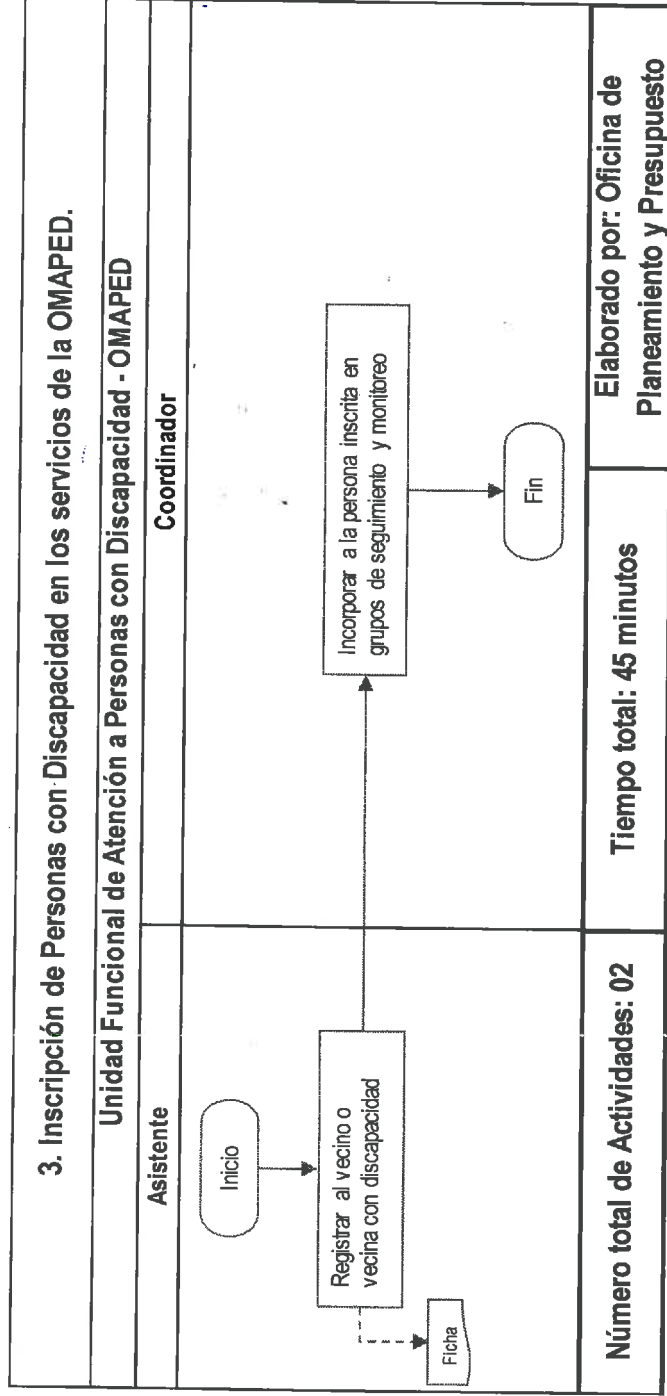 3. Inscripción de Personas con Discapacidad en los servicios de la OMAPED.
Unidad Funcional de Atención a Personas con Discapacidad - OMAPED
Asistente
Coordinador
Inicio
Registrar al vecino o
vecina con discapacidad
Ficha
Incorporar a la persona inscrita en
grupos de seguimiento y monitoreo
Fin
Número total de Actividades: 02
Tiempo total: 45 minutos
Elaborado por: Oficina de
Planeamiento y Presupuesto